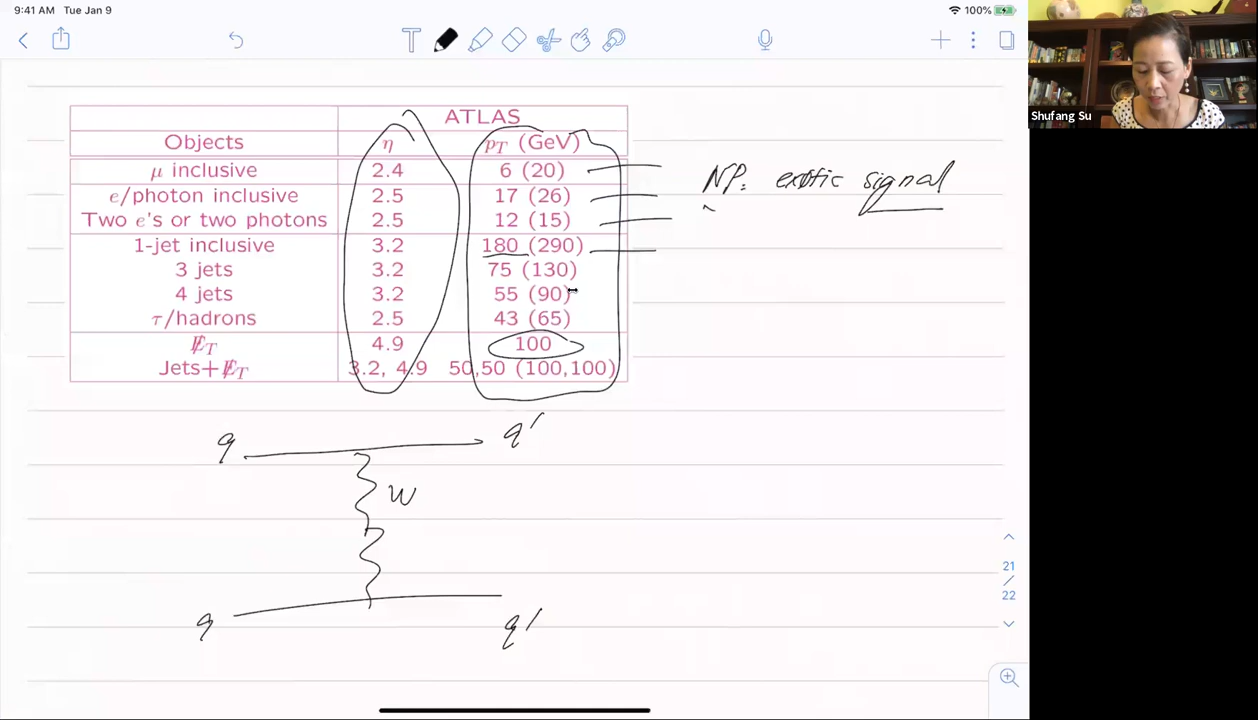 9:41 AM Tue Jan 9
100%
T
Shufang Su
ATLAS
Objects η pT (GeV)
μ inclusive 2.4 6 (20)
e/photon inclusive 2.5 17 (26)
Two e's or two photons 2.5 12 (15)
1-jet inclusive 3.2 180 (290)
3 jets 3.2 75 (130)
4 jets 3.2 55 (90)
τ/hadrons 2.5 43 (65)
E̸T 4.9 100
Jets+E̸T 3.2, 4.9 50,50 (100,100)
NP: exotic signal
q q'
W
q q'
21
/
22